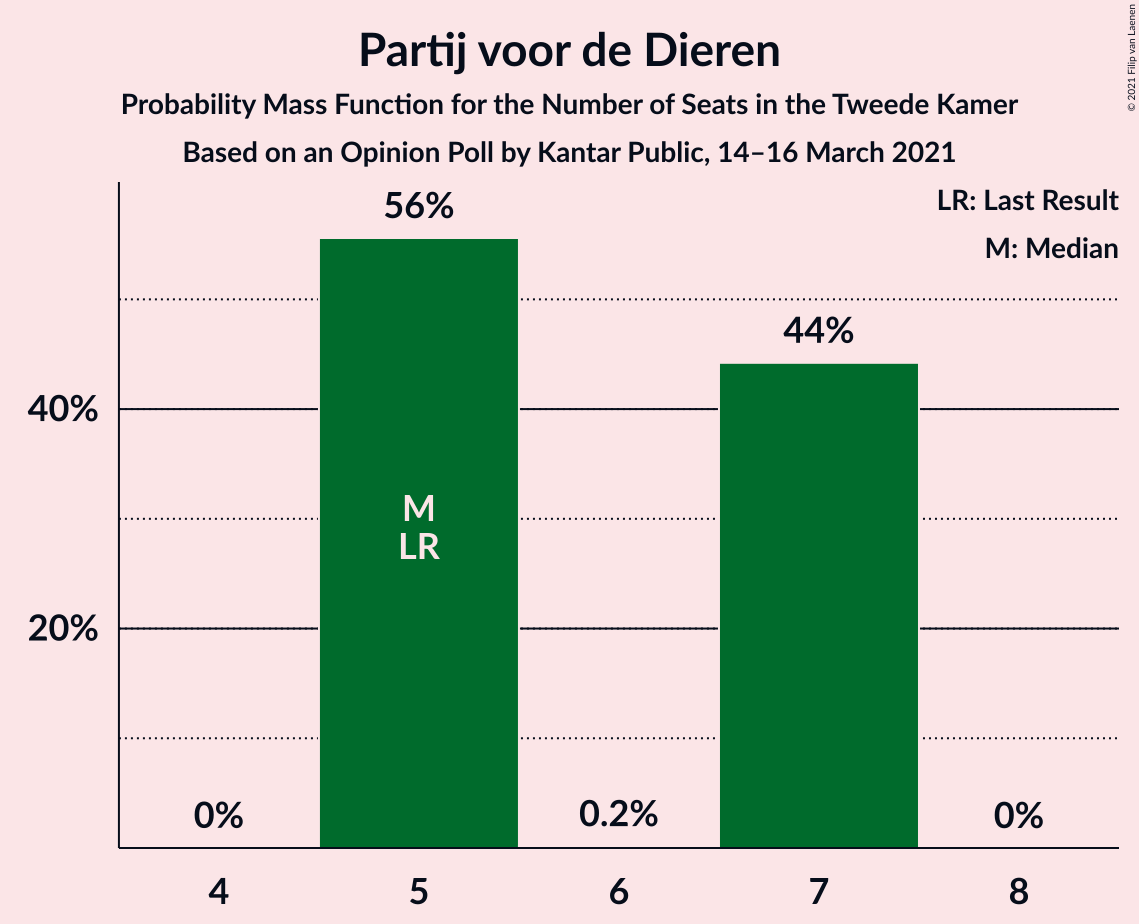 Partij voor de Dieren
Probability Mass Function for the Number of Seats in the Tweede Kamer
Based on an Opinion Poll by Kantar Public, 14–16 March 2021
© 2021 Filip van Laenen
LR: Last Result
M: Median
56%
44%
40%
M
LR
20%
0%
0.2%
0%
4
5
6
7
8